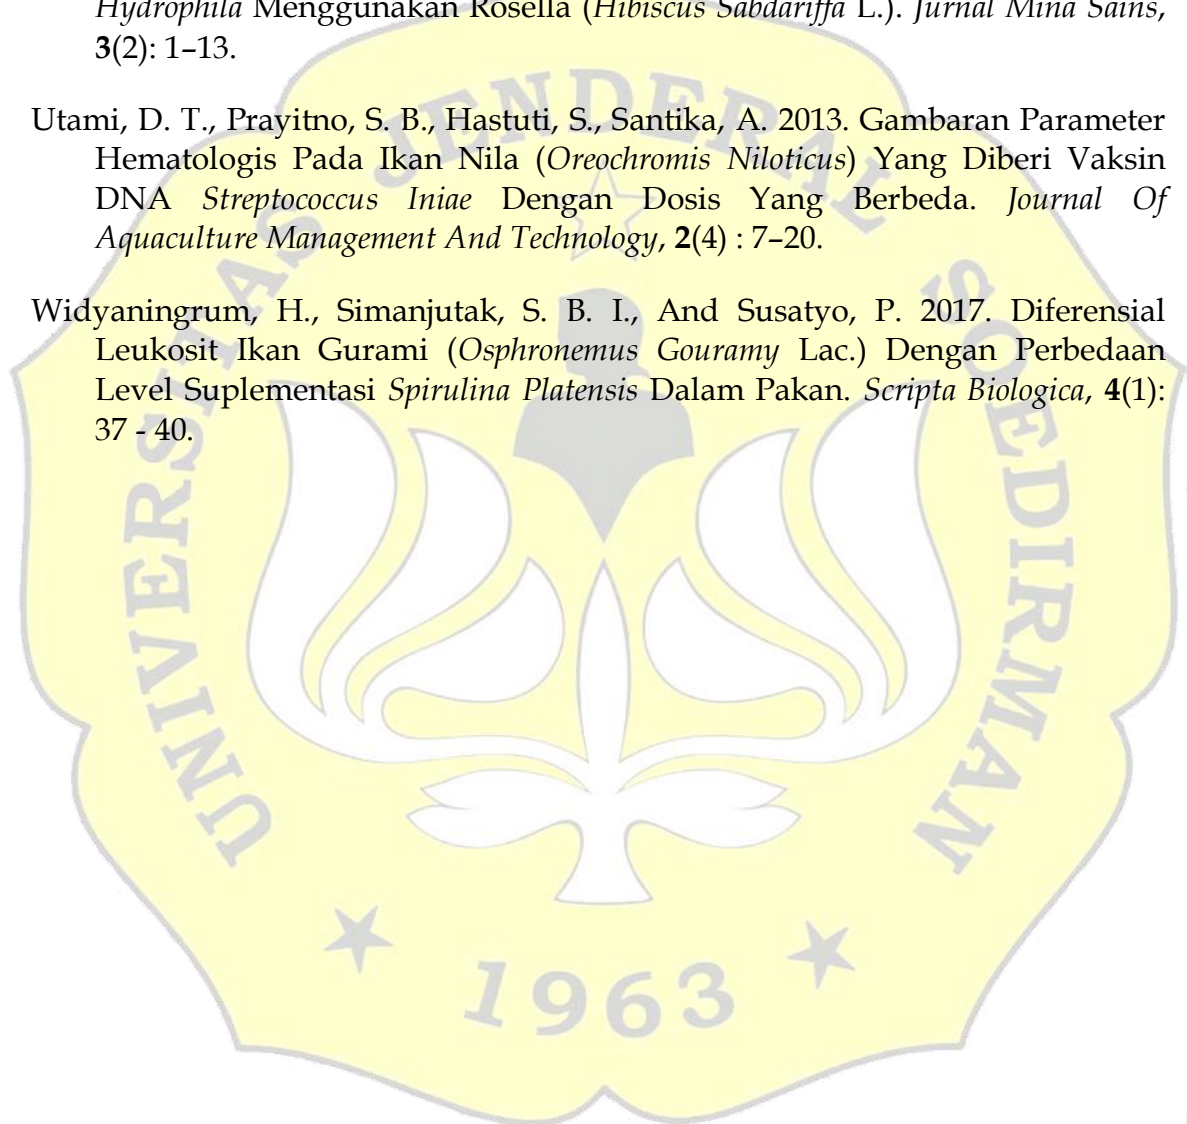 Hydrophila Menggunakan Rosella (Hibiscus Sabdariffa L.). Jurnal Mina Sains,
3(2): 1–13.
Utami, D. T., Prayitno, S. B., Hastuti, S., Santika, A. 2013. Gambaran Parameter
Hematologis Pada Ikan Nila (Oreochromis Niloticus) Yang Diberi Vaksin
DNA Streptococcus Iniae Dengan Dosis Yang Berbeda. Journal Of
Aquaculture Management And Technology, 2(4) : 7–20.
Widyaningrum, H., Simanjutak, S. B. I., And Susatyo, P. 2017. Diferensial
Leukosit Ikan Gurami (Osphronemus Gouramy Lac.) Dengan Perbedaan
Level Suplementasi Spirulina Platensis Dalam Pakan. Scripta Biologica, 4(1):
37 - 40.
UNIVERSITAS JENDERAL SOEDIRMAN
1963